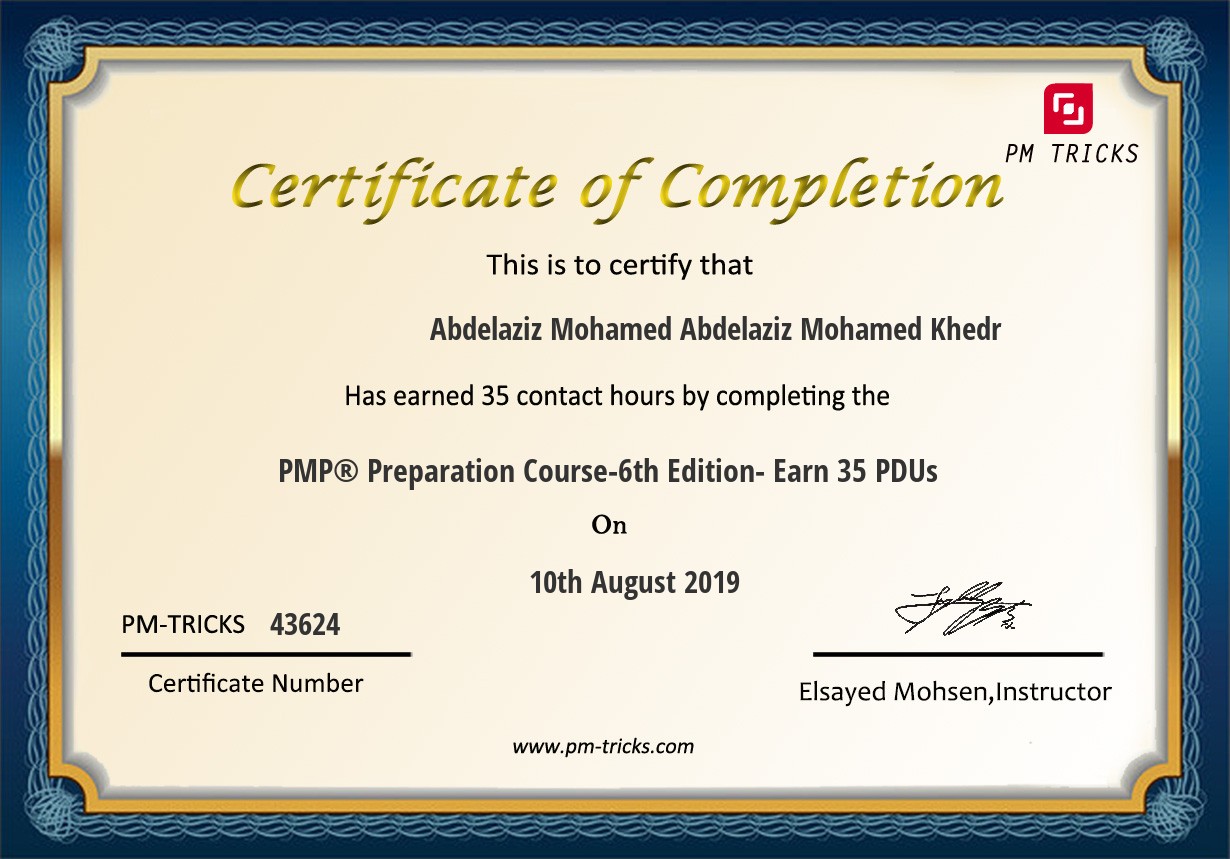 PM TRICKS
Certificate of Completion
This is to certify that
Abdelaziz Mohamed Abdelaziz Mohamed Khedr
Has earned 35 contact hours by completing the
PMP® Preparation Course-6th Edition- Earn 35 PDUs
On
10th August 2019
PM-TRICKS 43624
Certificate Number
Elsayed Mohsen,Instructor
www.pm-tricks.com